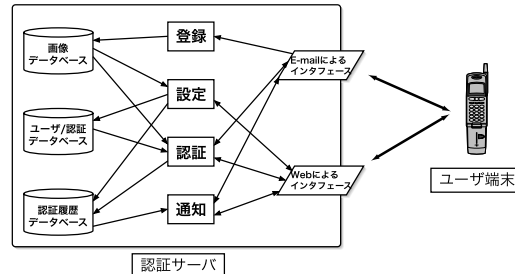 画像
データベース
登録
E-mailによる
インタフェース
設定
ユーザ/認証
データベース
認証
Webによる
インタフェース
認証履歴
データベース
通知
ユーザ端末
認証サーバ